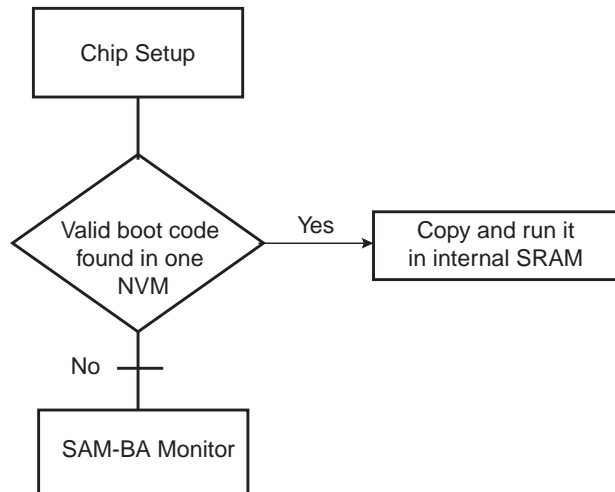 Chip Setup
Valid boot code
found in one
NVM
Yes
Copy and run it
in internal SRAM
No
SAM-BA Monitor